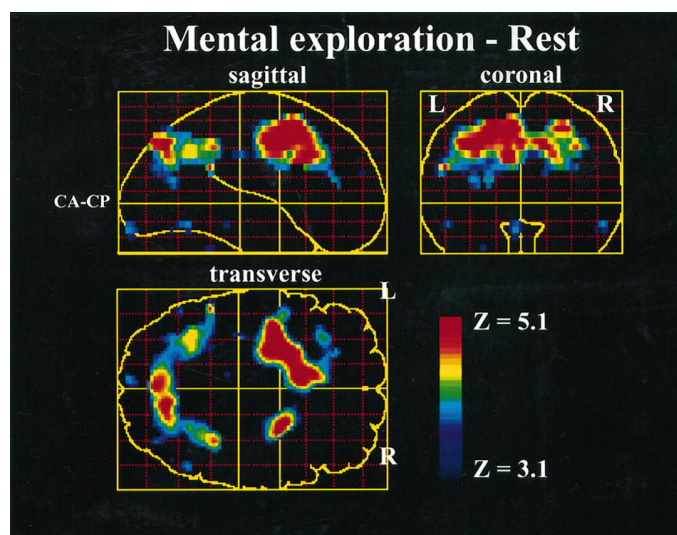 Mental exploration - Rest
sagittal
coronal
L
R
CA-CP
transverse
L
Z = 5.1
R
Z = 3.1